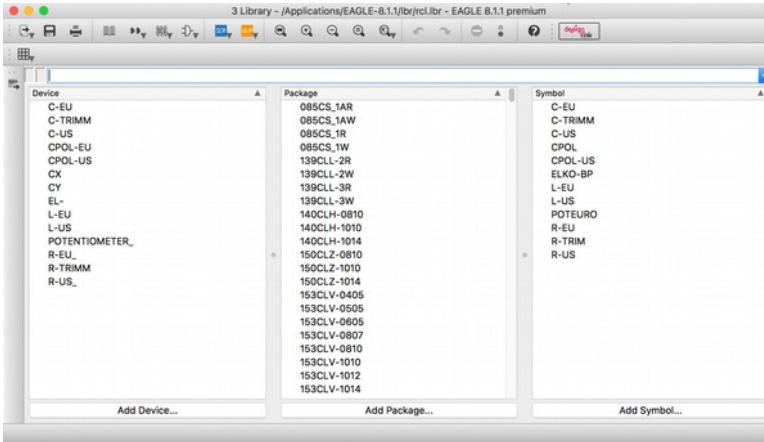 3 Library - /Applications/EAGLE-8.1.1/lbr/rcl.lbr - EAGLE 8.1.1 premium
SCR
ULP
design
link
Device
C-EU
C-TRIMM
C-US
CPOL-EU
CPOL-US
CX
CY
EL-
L-EU
L-US
POTENTIOMETER_
R-EU_
R-TRIMM
R-US_
Add Device...
Package
085CS_1AR
085CS_1AW
085CS_1R
085CS_1W
139CLL-2R
139CLL-2W
139CLL-3R
139CLL-3W
140CLH-0810
140CLH-1010
140CLH-1014
150CLZ-0810
150CLZ-1010
150CLZ-1014
153CLV-0405
153CLV-0505
153CLV-0605
153CLV-0807
153CLV-0810
153CLV-1010
153CLV-1012
153CLV-1014
Add Package...
Symbol
C-EU
C-TRIMM
C-US
CPOL
CPOL-US
ELKO-BP
L-EU
L-US
POTEURO
R-EU
R-TRIM
R-US
Add Symbol...